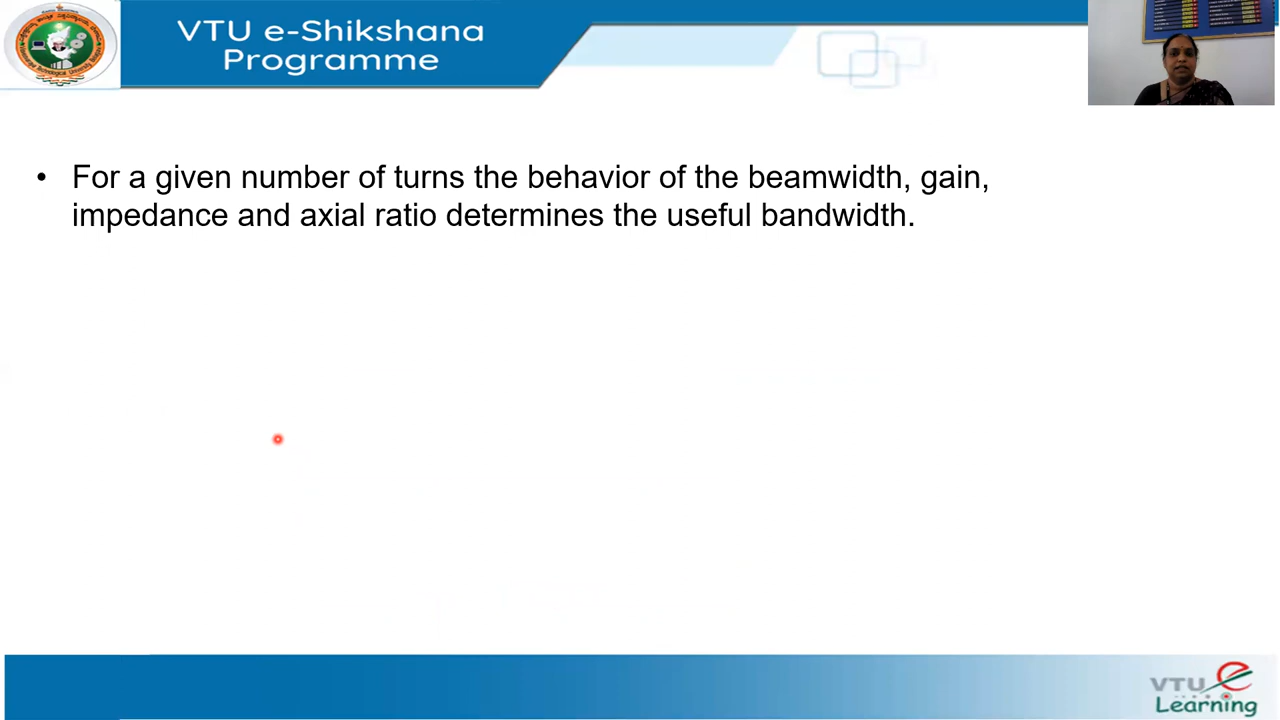 VTU e-Shikshana
Programme
• For a given number of turns the behavior of the beamwidth, gain,
impedance and axial ratio determines the useful bandwidth.
VTU e
Learning